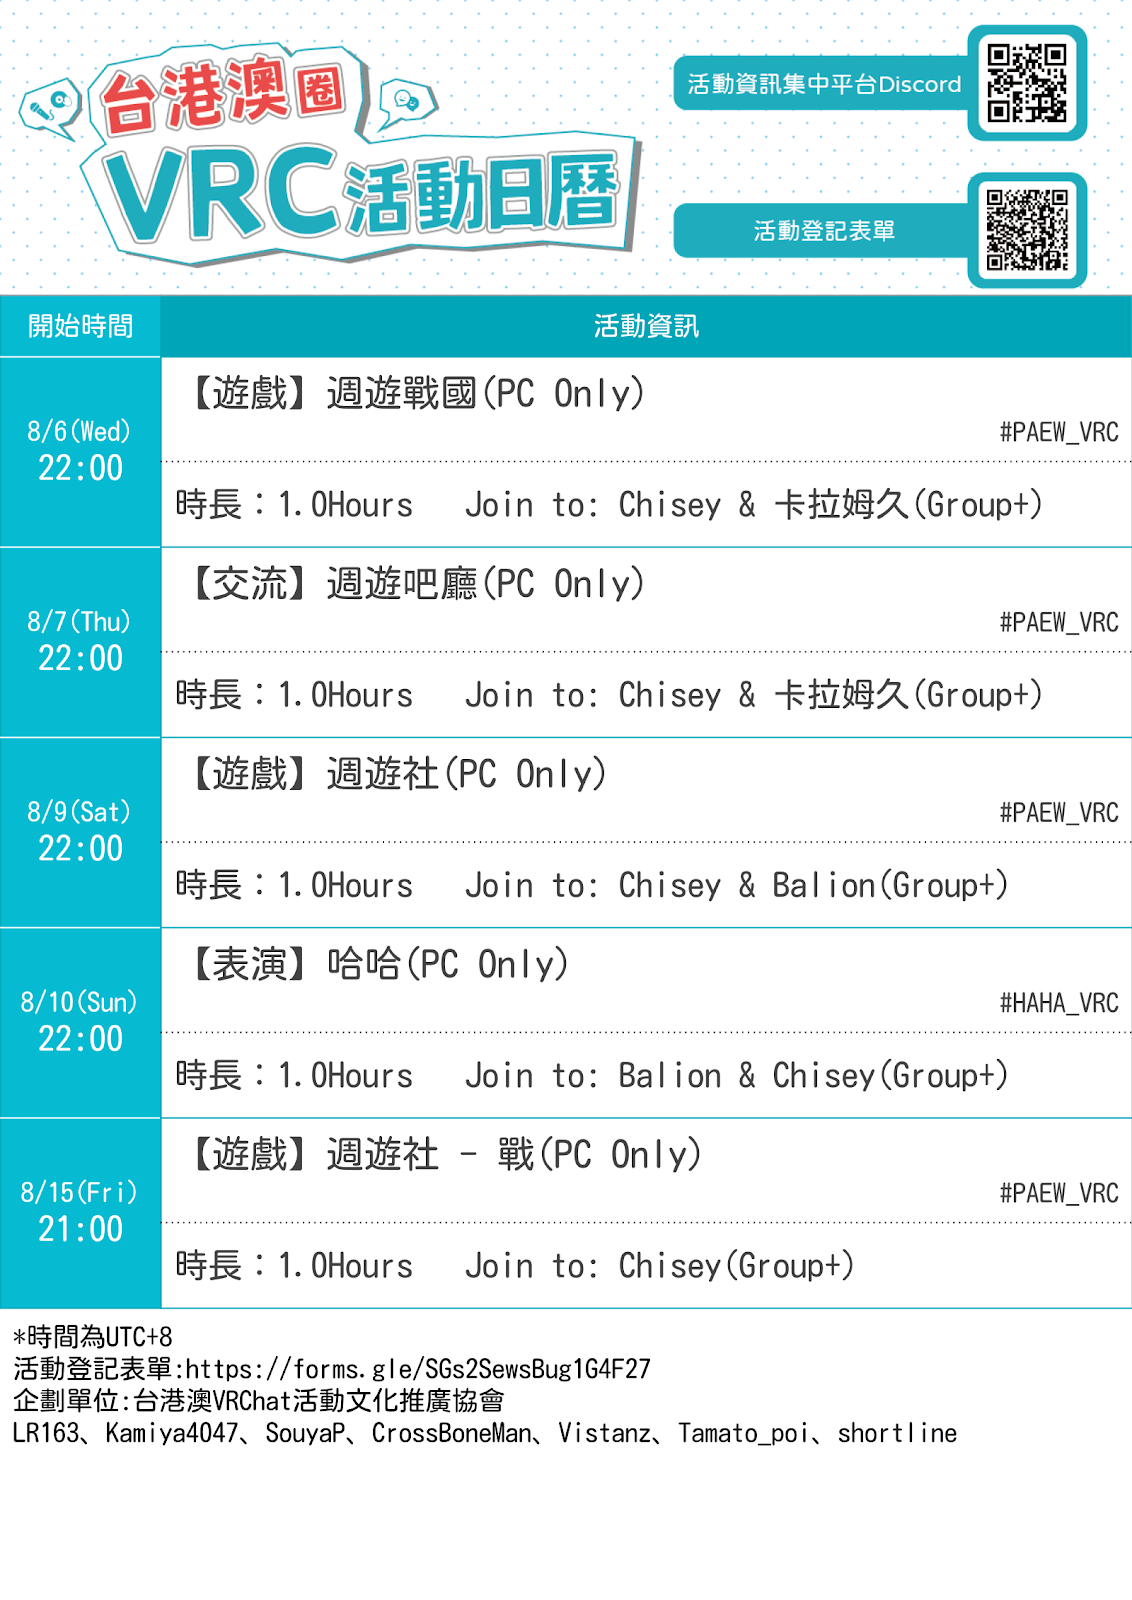 台港澳圈
VRC活動日曆
活動資訊集中平台Discord
活動登記表單
開始時間
活動資訊
8/6(Wed)
22:00
【遊戲】週遊戰國(PC Only)
#PAEW_VRC
時長：1.0Hours Join to: Chisey & 卡拉姆久(Group+)
8/7(Thu)
22:00
【交流】週遊吧廳(PC Only)
#PAEW_VRC
時長：1.0Hours Join to: Chisey & 卡拉姆久(Group+)
8/9(Sat)
22:00
【遊戲】週遊社(PC Only)
#PAEW_VRC
時長：1.0Hours Join to: Chisey & Balion(Group+)
8/10(Sun)
22:00
【表演】哈哈(PC Only)
#HAHA_VRC
時長：1.0Hours Join to: Balion & Chisey(Group+)
8/15(Fri)
21:00
【遊戲】週遊社 - 戰(PC Only)
#PAEW_VRC
時長：1.0Hours Join to: Chisey(Group+)
*時間為UTC+8
活動登記表單:https://forms.gle/SGs2SewsBug1G4F27
企劃單位:台港澳VRChat活動文化推廣協會
LR163、Kamiya4047、SouyaP、CrossBoneMan、Vistanz、Tamato_poi、shortline